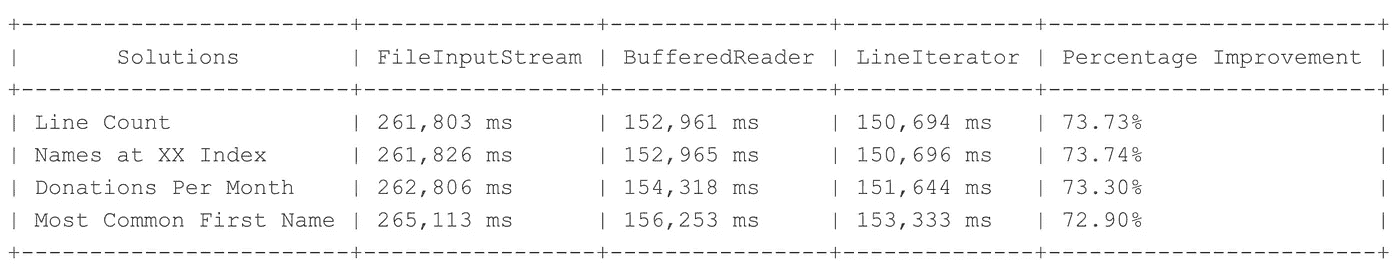 +------------------------+-----------------+----------------+--------------+------------------------+
|       Solutions        | FileInputStream | BufferedReader | LineIterator | Percentage Improvement |
+------------------------+-----------------+----------------+--------------+------------------------+
| Line Count             | 261,803 ms      | 152,961 ms     | 150,694 ms   | 73.73%                 |
| Names at XX Index      | 261,826 ms      | 152,965 ms     | 150,696 ms   | 73.74%                 |
| Donations Per Month    | 262,806 ms      | 154,318 ms     | 151,644 ms   | 73.30%                 |
| Most Common First Name | 265,113 ms      | 156,253 ms     | 153,333 ms   | 72.90%                 |
+------------------------+-----------------+----------------+--------------+------------------------+